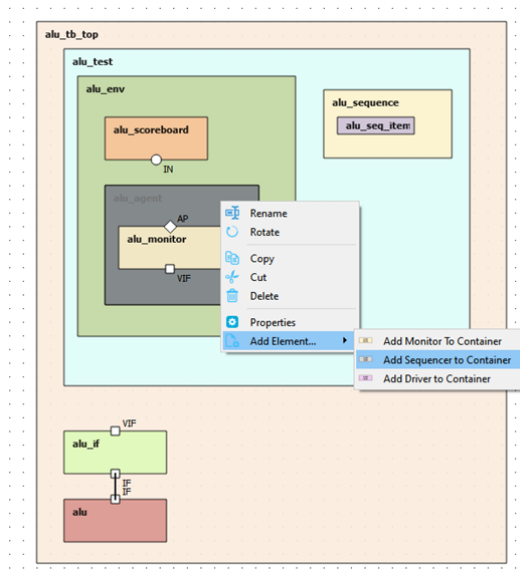 alu_tb_top
alu_test
alu_env
alu_sequence
alu_seq_item
alu_scoreboard
IN
alu_agent
AP
alu_monitor
VIF
Rename
Rotate
Copy
Cut
Delete
Properties
Add Element...
Add Monitor To Container
Add Sequencer to Container
Add Driver to Container
VIF
alu_if
IF
IF
alu